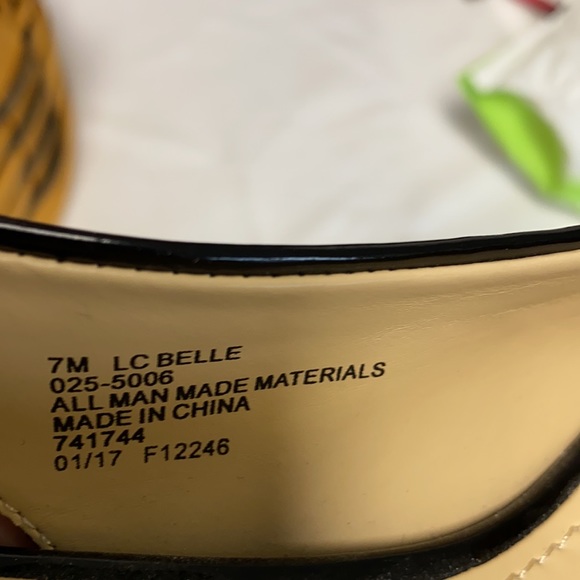 7M LC BELLE
025-5006
ALL MAN MADE MATERIALS
MADE IN CHINA
741744
01/17 F12246